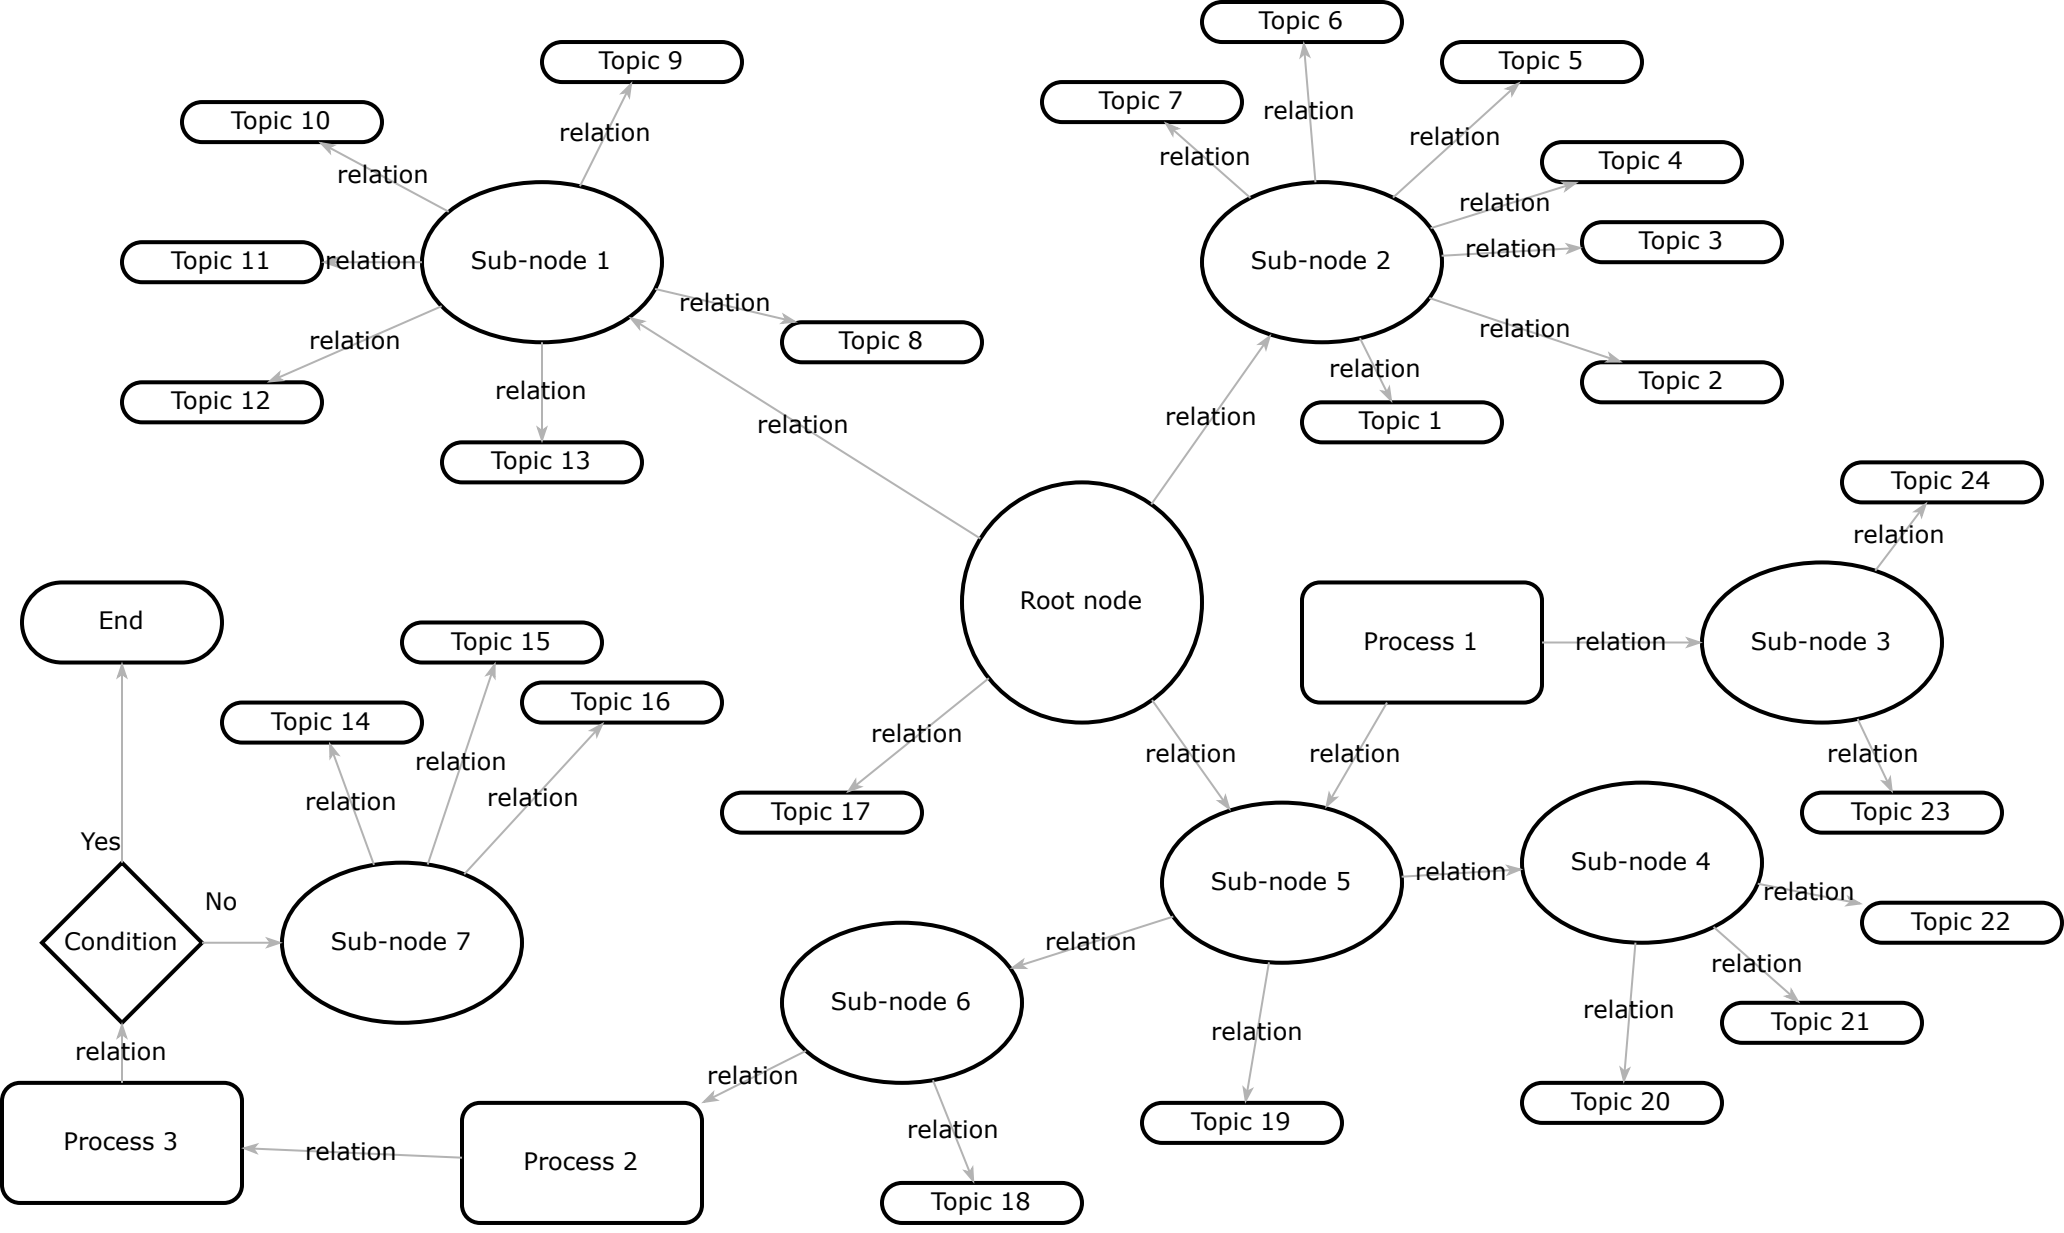 Topic 6
Topic 9
Topic 5
Topic 7
Topic 10
relation
relation
relation
Topic 4
relation
relation
relation
Topic 3
relation
Topic 11
relation
Sub-node 1
Sub-node 2
relation
relation
Topic 8
relation
relation
Topic 2
relation
Topic 12
relation
Topic 1
relation
relation
Topic 13
Topic 24
relation
Root node
End
Topic 15
Process 1
relation
Sub-node 3
Topic 14
Topic 16
relation
relation
relation
relation
relation
relation
relation
Topic 17
Topic 23
Yes
Sub-node 5
relation
Sub-node 4
relation
No
Topic 22
Condition
Sub-node 7
relation
relation
Sub-node 6
relation
Topic 21
relation
relation
relation
Topic 20
Topic 19
relation
Process 3
relation
Process 2
Topic 18